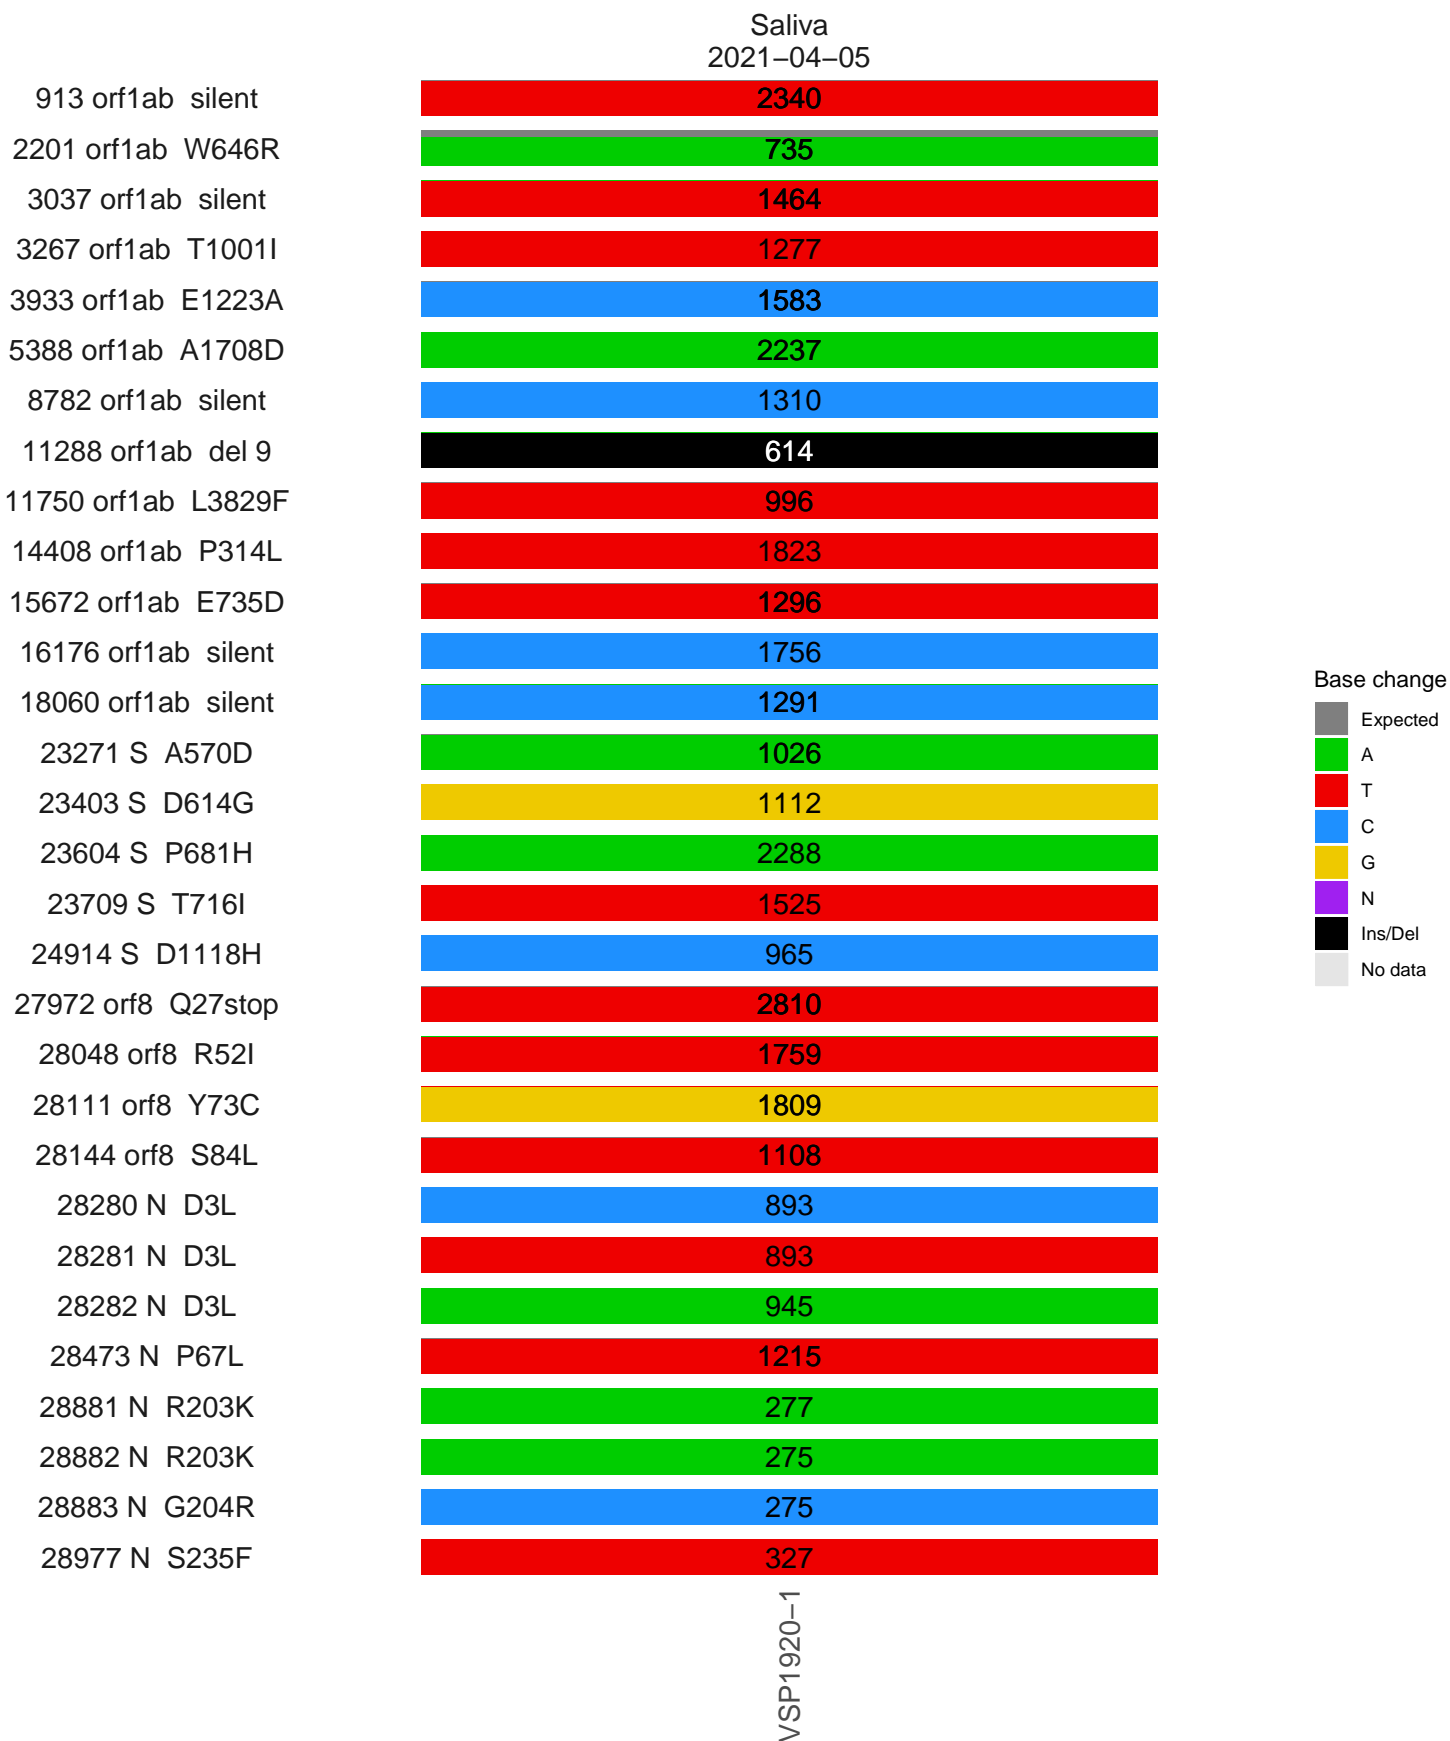 Saliva
2021−04−05
913 orf1ab silent 2340
2201 orf1ab W646R 735
3037 orf1ab silent 1464
3267 orf1ab T1001I 1277
3933 orf1ab E1223A 1583
5388 orf1ab A1708D 2237
8782 orf1ab silent 1310
11288 orf1ab del 9 614
11750 orf1ab L3829F 996
14408 orf1ab P314L 1823
15672 orf1ab E735D 1296
16176 orf1ab silent 1756
18060 orf1ab silent 1291
23271 S A570D 1026
23403 S D614G 1112
23604 S P681H 2288
23709 S T716I 1525
24914 S D1118H 965
27972 orf8 Q27stop 2810
28048 orf8 R52I 1759
28111 orf8 Y73C 1809
28144 orf8 S84L 1108
28280 N D3L 893
28281 N D3L 893
28282 N D3L 945
28473 N P67L 1215
28881 N R203K 277
28882 N R203K 275
28883 N G204R 275
28977 N S235F 327
VSP1920−1
Base change
Expected
A
T
C
G
N
Ins/Del
No data